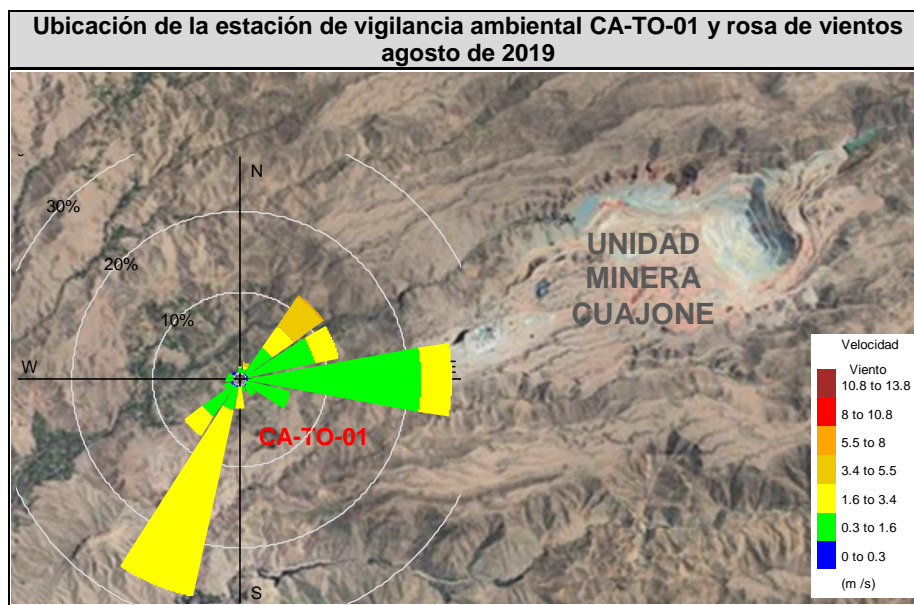 Ubicación de la estación de vigilancia ambiental CA-TO-01 y rosa de vientos
agosto de 2019
N
30%
20%
10%
W
E
S
CA-TO-01
UNIDAD
MINERA
CUAJONE
Velocidad
Viento
10.8 to 13.8
8 to 10.8
5.5 to 8
3.4 to 5.5
1.6 to 3.4
0.3 to 1.6
0 to 0.3
(m /s)